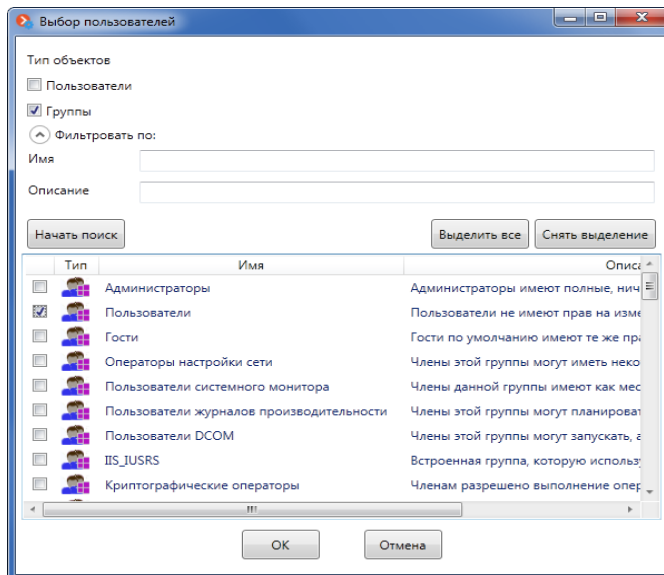 Выбор пользователей
Тип объектов
Пользователи
Группы
Фильтровать по:
Имя
Описание
Начать поиск Выделить все Снять выделение
Тип Имя Описа
Администраторы Администраторы имеют полные, нич
Пользователи Пользователи не имеют прав на изме
Гости Гости по умолчанию имеют те же пра
Операторы настройки сети Члены этой группы могут иметь неко
Пользователи системного монитора Члены данной группы имеют как мес
Пользователи журналов производительности Члены этой группы могут планироват
Пользователи DCOM Члены этой группы могут запускать, а
IIS_IUSRS Встроенная группа, которую использу
Криптографические операторы Членам разрешено выполнение опер
ОК Отмена